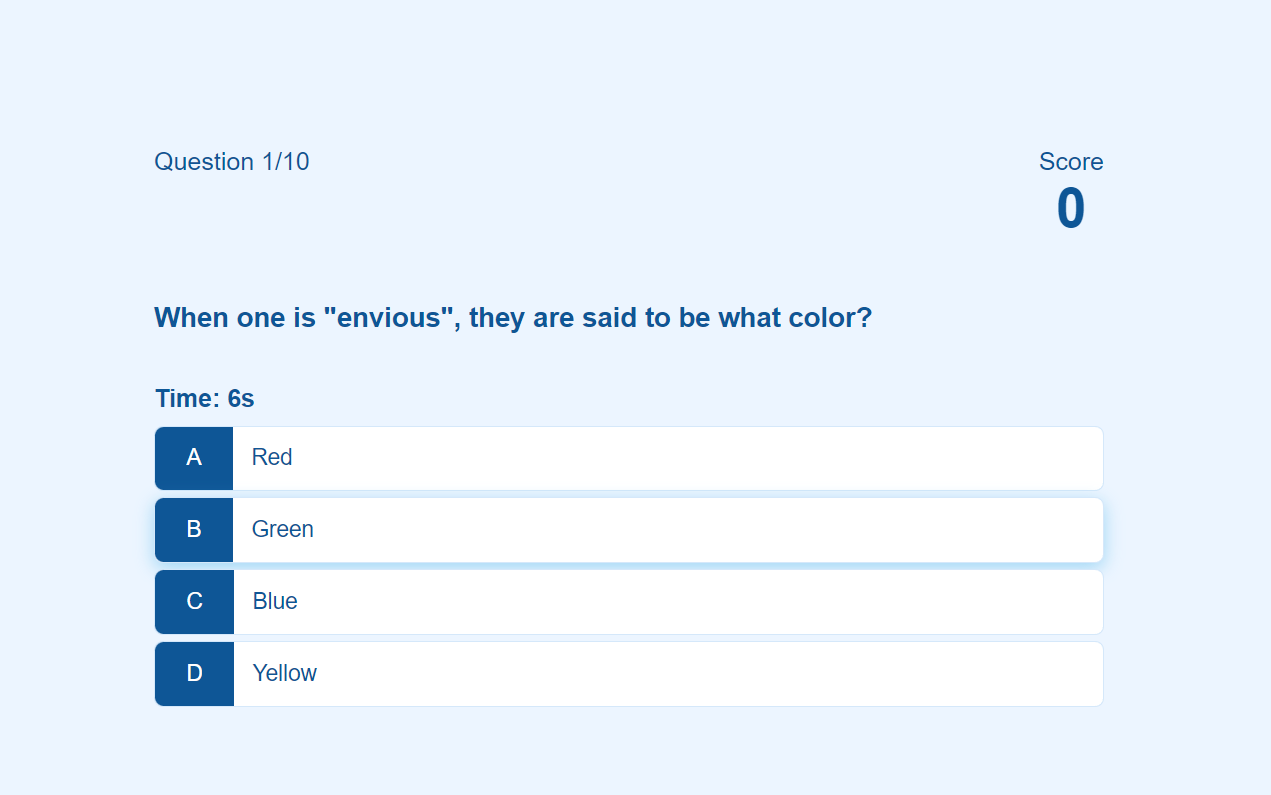 Question 1/10
Score
0
When one is "envious", they are said to be what color?
Time: 6s
A Red
B Green
C Blue
D Yellow